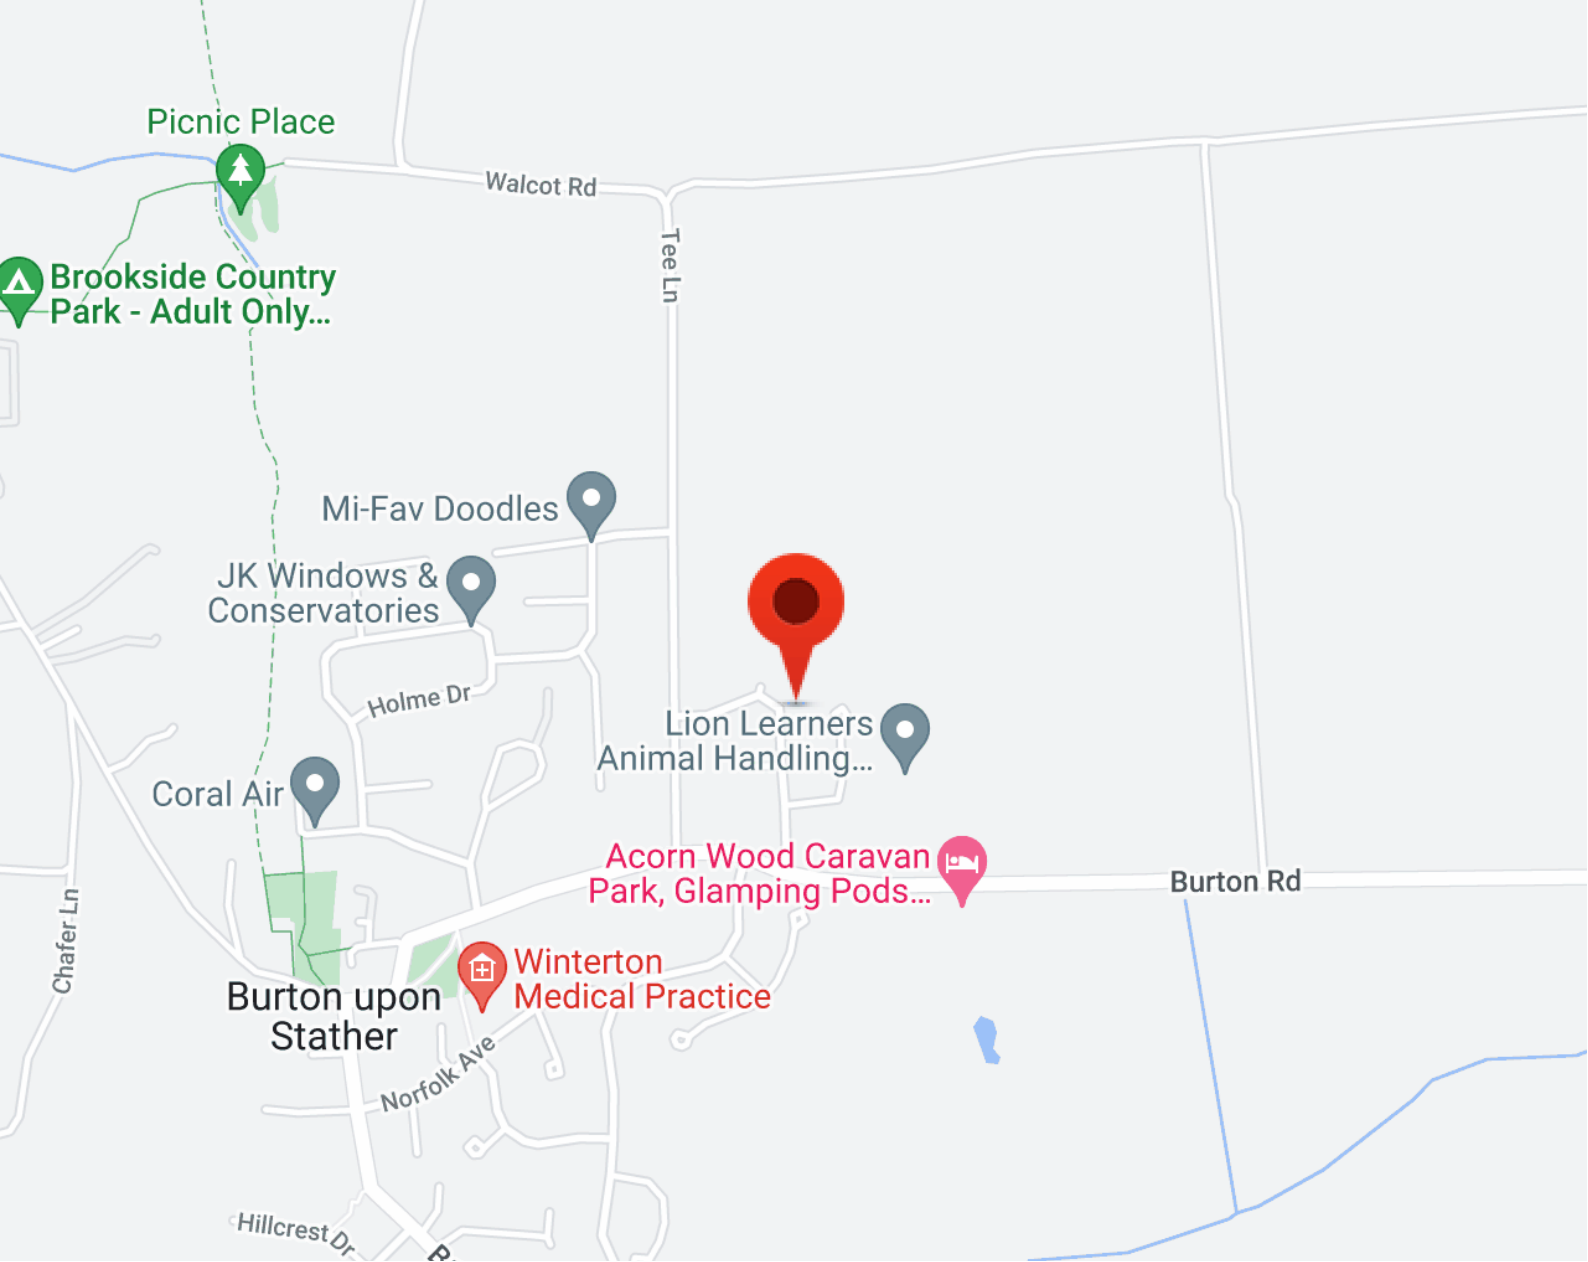 Picnic Place
Walcot Rd
Tee Ln
Brookside Country
Park - Adult Only...
Mi-Fav Doodles
JK Windows &
Conservatories
Holme Dr
Lion Learners
Animal Handling...
Coral Air
Acorn Wood Caravan
Park, Glamping Pods...
Burton Rd
Chafer Ln
Winterton
Medical Practice
Burton upon
Stather
Norfolk Ave
Hillcrest Dr